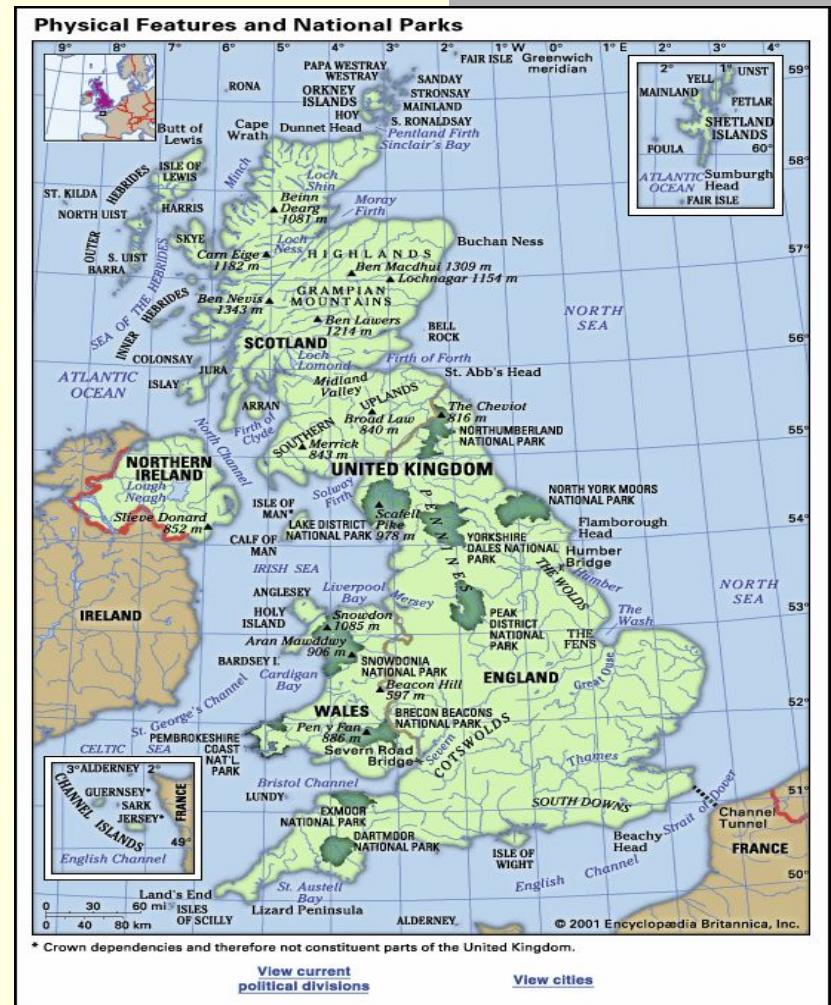 Physical Features and National Parks
9° 8° 7° 6° 5° 4° 3° 2° 1° W Greenwich meridian 1° E 2° 3° 4°
FAIR ISLE
PAPA WESTRAY
WESTRAY
SANDAY
RONA
ORKNEY
ISLANDS
STRONSAY
MAINLAND
HOY
S. RONALDSAY
Pentland Firth
Sinclair's Bay
59°
2° 1°
UNST
YELL
MAINLAND
FETLAR
SHETLAND
ISLANDS
60°
FOULA
ATLANTIC
OCEAN
Sumburgh
Head
FAIR ISLE
Butt of
Lewis
Cape
Wrath
Dunnet Head
58°
ISLE OF
LEWIS
Minch
Loch
Shin
HEBRIDES
ST. KILDA
HARRIS
NORTH UIST
Beinn
Dearg
1081 m
Moray
Firth
OUTER
SKYE
Loch
Ness
Buchan Ness
57°
S. UIST
BARRA
Carn Eige
1182 m
HIGHLANDS
Ben Macdhui 1309 m
Lochnagar 1154 m
SEA OF THE HEBRIDES
GRAMPIAN
MOUNTAINS
Ben Nevis
1343 m
NORTH
SEA
INNER HEBRIDES
Ben Lawers
1214 m
BELL
ROCK
56°
SCOTLAND
COLONSAY
Loch
Lomond
Firth of Forth
JURA
St. Abb's Head
ATLANTIC
OCEAN
ISLAY
Midland
Valley
ARRAN
SOUTHERN UPLANDS
The Cheviot
816 m
Broad Law
840 m
Firth of
Clyde
NORTHUMBERLAND
NATIONAL PARK
55°
North Channel
Merrick
843 m
NORTHERN
IRELAND
UNITED KINGDOM
Lough
Neagh
Solway
Firth
Slieve Donard
852 m
ISLE OF
MAN*
Scafell
Pike
978 m
LAKE DISTRICT
NATIONAL PARK
PENNINES
NORTH YORK MOORS
NATIONAL PARK
Flamborough
Head
54°
CALF OF
MAN
YORKSHIRE
DALES NATIONAL
PARK
Humber
Bridge
IRISH SEA
THE WOLDS
Humber
ANGLESEY
Liverpool
Bay
Mersey
NORTH
SEA
IRELAND
HOLY
ISLAND
Snowdon
1085 m
PEAK
DISTRICT
NATIONAL
PARK
The
Wash
53°
Aran Mawddwy
906 m
THE
FENS
BARDSEY I.
SNOWDONIA
NATIONAL PARK
Cardigan
Bay
ENGLAND
Great Ouse
Beacon Hill
597 m
52°
St. George's Channel
WALES
BRECON BEACONS
NATIONAL PARK
Pen y Fan
886 m
COTSWOLDS
PEMBROKESHIRE
COAST
NAT'L.
PARK
CELTIC SEA
Severn Road
Bridge
Severn
Thames
3° ALDERNEY 2°
GUERNSEY*
SARK
JERSEY*
CHANNEL ISLANDS
FRANCE
49°
English Channel
Bristol Channel
LUNDY
SOUTH DOWNS
Strait of Dover
51°
EXMOOR
NATIONAL PARK
Channel
Tunnel
DARTMOOR
NATIONAL PARK
Beachy
Head
FRANCE
ISLE OF
WIGHT
English Channel
50°
Land's End
St. Austell
Bay
0 30 60 mi
0 40 80 km
ISLES
OF SCILLY
Lizard Peninsula
ALDERNEY
© 2001 Encyclopædia Britannica, Inc.
* Crown dependencies and therefore not constituent parts of the United Kingdom.
View current
political divisions
View cities